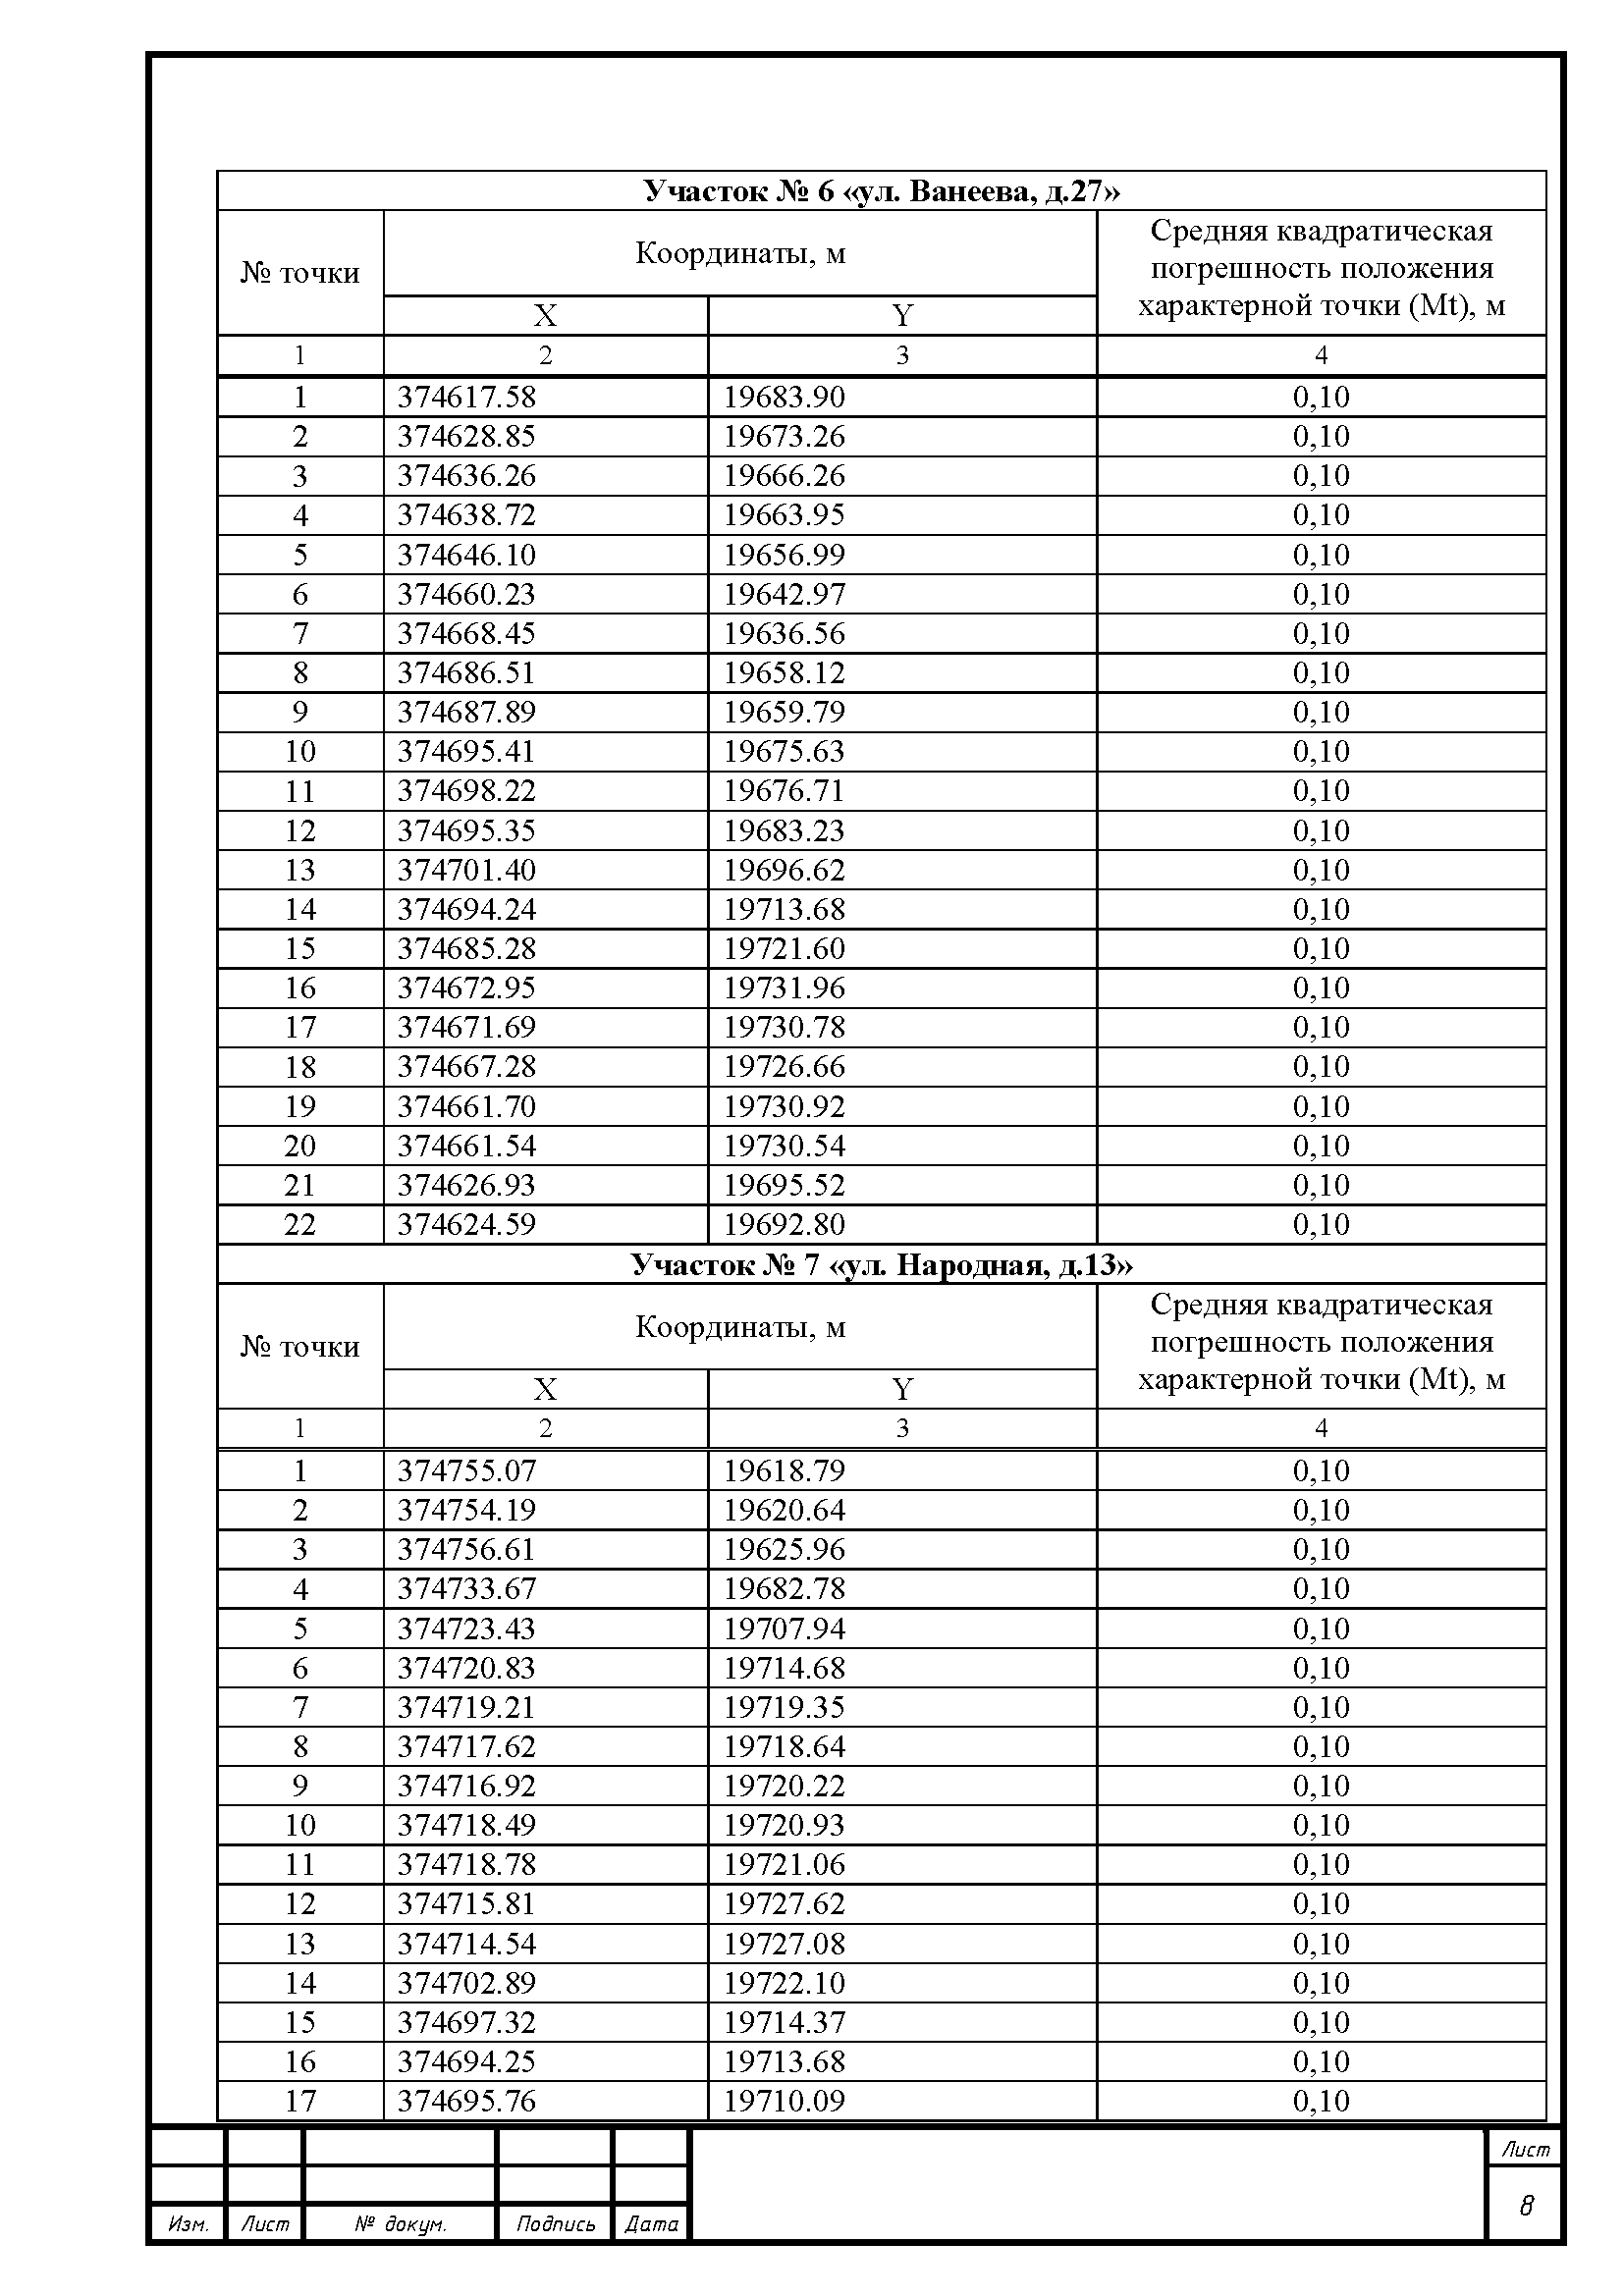 Участок № 6 «ул. Ванеева, д.27»
№ точки Координаты, м Средняя квадратическая погрешность положения характерной точки (Mt), м
X Y
1 2 3 4
1 374617.58 19683.90 0,10
2 374628.85 19673.26 0,10
3 374636.26 19666.26 0,10
4 374638.72 19663.95 0,10
5 374646.10 19656.99 0,10
6 374660.23 19642.97 0,10
7 374668.45 19636.56 0,10
8 374686.51 19658.12 0,10
9 374687.89 19659.79 0,10
10 374695.41 19675.63 0,10
11 374698.22 19676.71 0,10
12 374695.35 19683.23 0,10
13 374701.40 19696.62 0,10
14 374694.24 19713.68 0,10
15 374685.28 19721.60 0,10
16 374672.95 19731.96 0,10
17 374671.69 19730.78 0,10
18 374667.28 19726.66 0,10
19 374661.70 19730.92 0,10
20 374661.54 19730.54 0,10
21 374626.93 19695.52 0,10
22 374624.59 19692.80 0,10
Участок № 7 «ул. Народная, д.13»
№ точки Координаты, м Средняя квадратическая погрешность положения характерной точки (Mt), м
X Y
1 2 3 4
1 374755.07 19618.79 0,10
2 374754.19 19620.64 0,10
3 374756.61 19625.96 0,10
4 374733.67 19682.78 0,10
5 374723.43 19707.94 0,10
6 374720.83 19714.68 0,10
7 374719.21 19719.35 0,10
8 374717.62 19718.64 0,10
9 374716.92 19720.22 0,10
10 374718.49 19720.93 0,10
11 374718.78 19721.06 0,10
12 374715.81 19727.62 0,10
13 374714.54 19727.08 0,10
14 374702.89 19722.10 0,10
15 374697.32 19714.37 0,10
16 374694.25 19713.68 0,10
17 374695.76 19710.09 0,10
Лист
8
Изм. Лист № докум. Подпись Дата